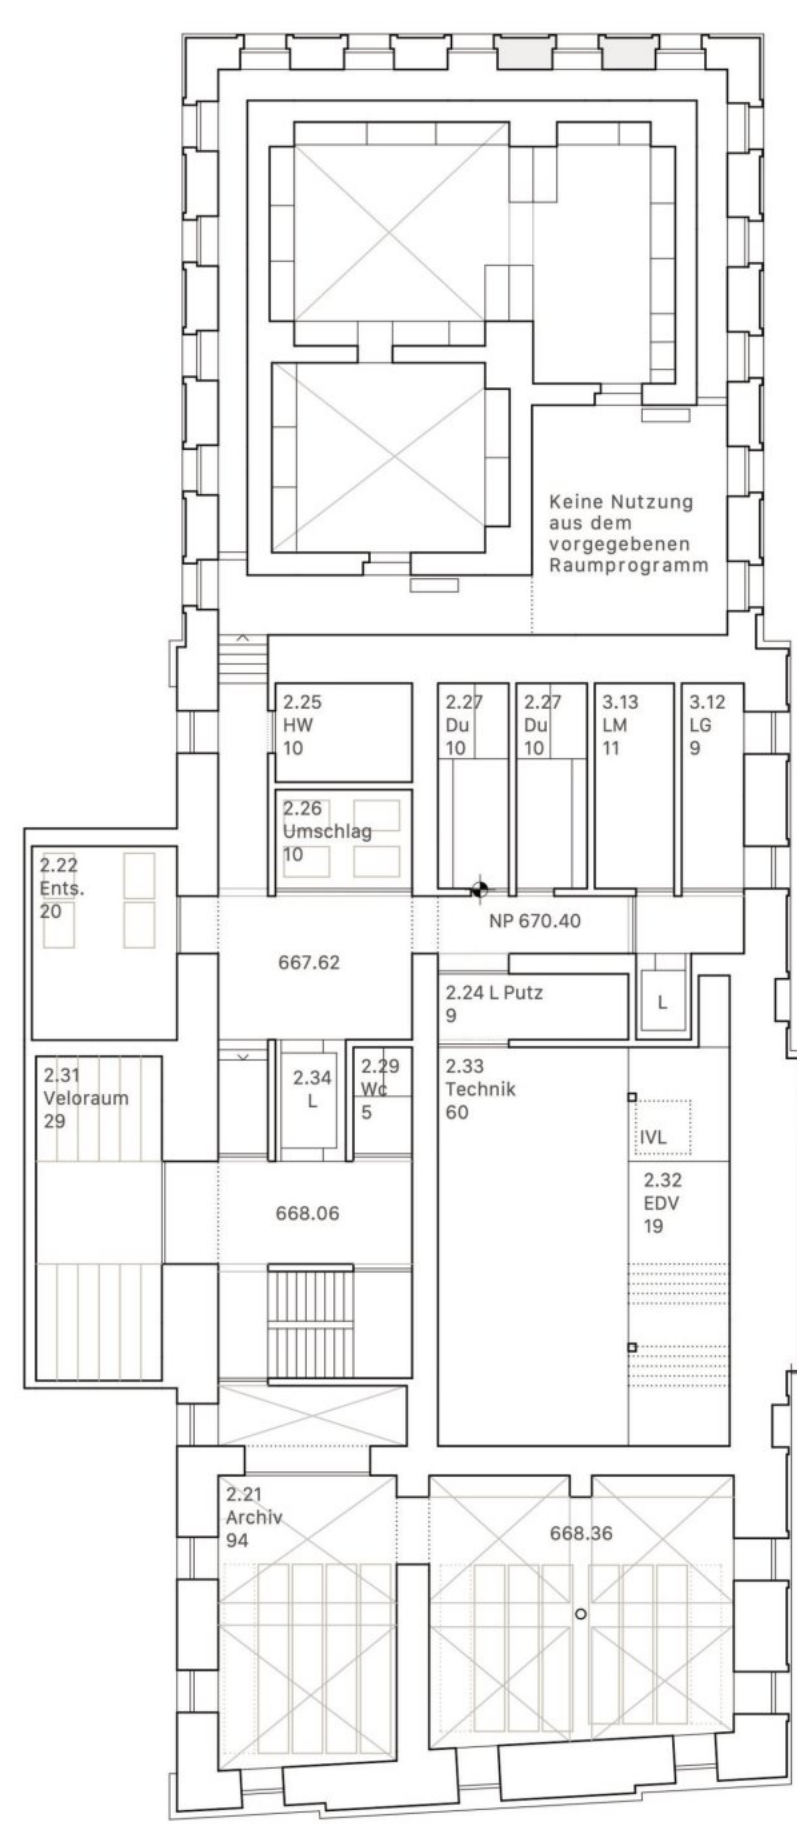 Keine Nutzung
aus dem
vorgegebenen
Raumprogramm
2.25
HW
10
2.27
Du
10
2.27
Du
10
3.13
LM
11
3.12
LG
9
2.26
Umschlag
10
2.22
Ents.
20
NP 670.40
667.62
2.24 L Putz
9
L
2.31
Veloraum
29
2.34
L
2.29
Wc
5
2.33
Technik
60
IVL
2.32
EDV
19
668.06
2.21
Archiv
94
668.36